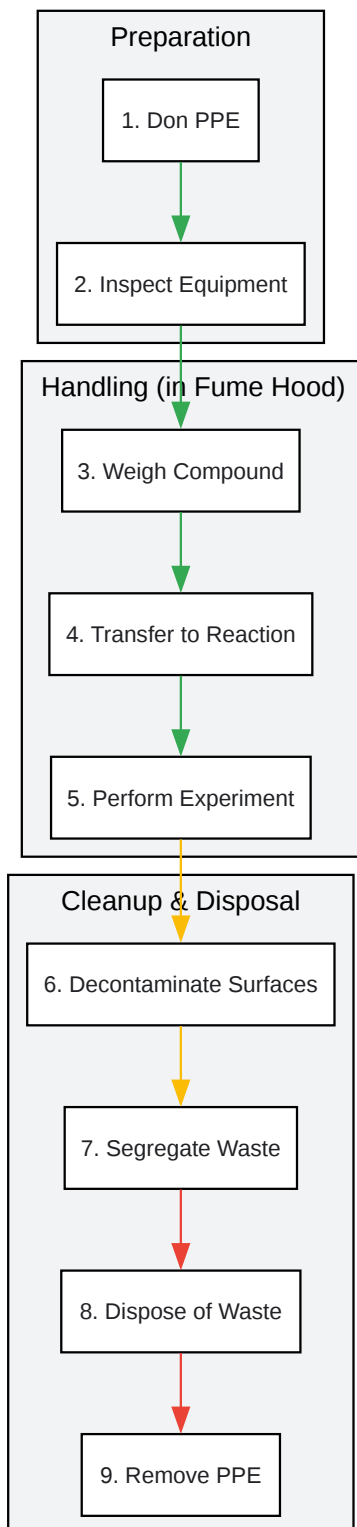 Preparation
1. Don PPE
2. Inspect Equipment
Handling (in Fume Hood)
3. Weigh Compound
4. Transfer to Reaction
5. Perform Experiment
Cleanup & Disposal
6. Decontaminate Surfaces
7. Segregate Waste
8. Dispose of Waste
9. Remove PPE